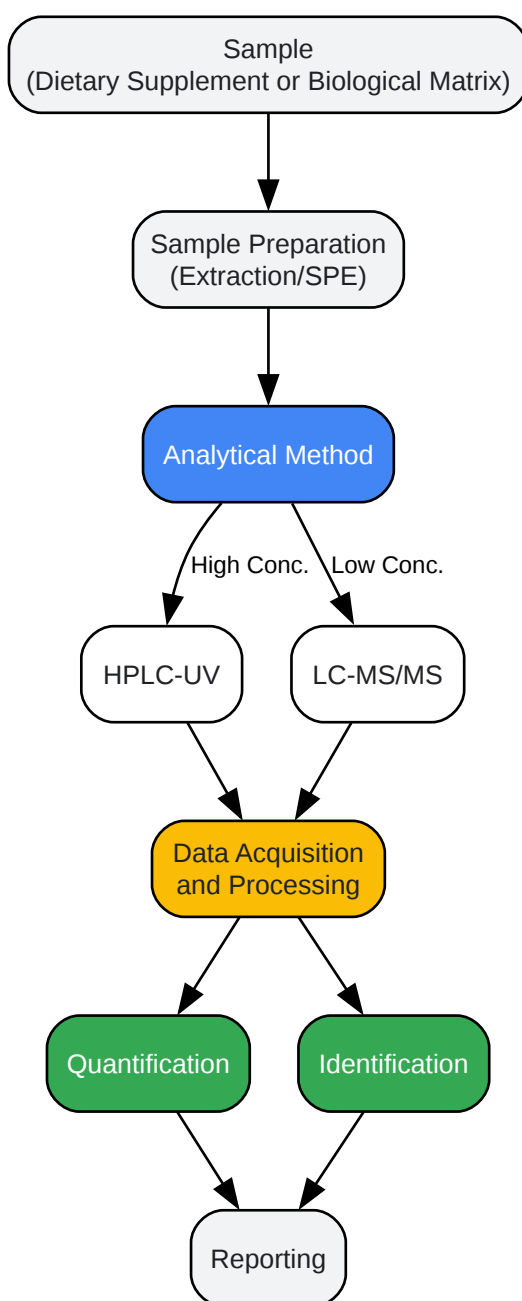 Sample
(Dietary Supplement or Biological Matrix)
Sample Preparation
(Extraction/SPE)
Analytical Method
High Conc.
Low Conc.
HPLC-UV
LC-MS/MS
Data Acquisition
and Processing
Quantification
Identification
Reporting